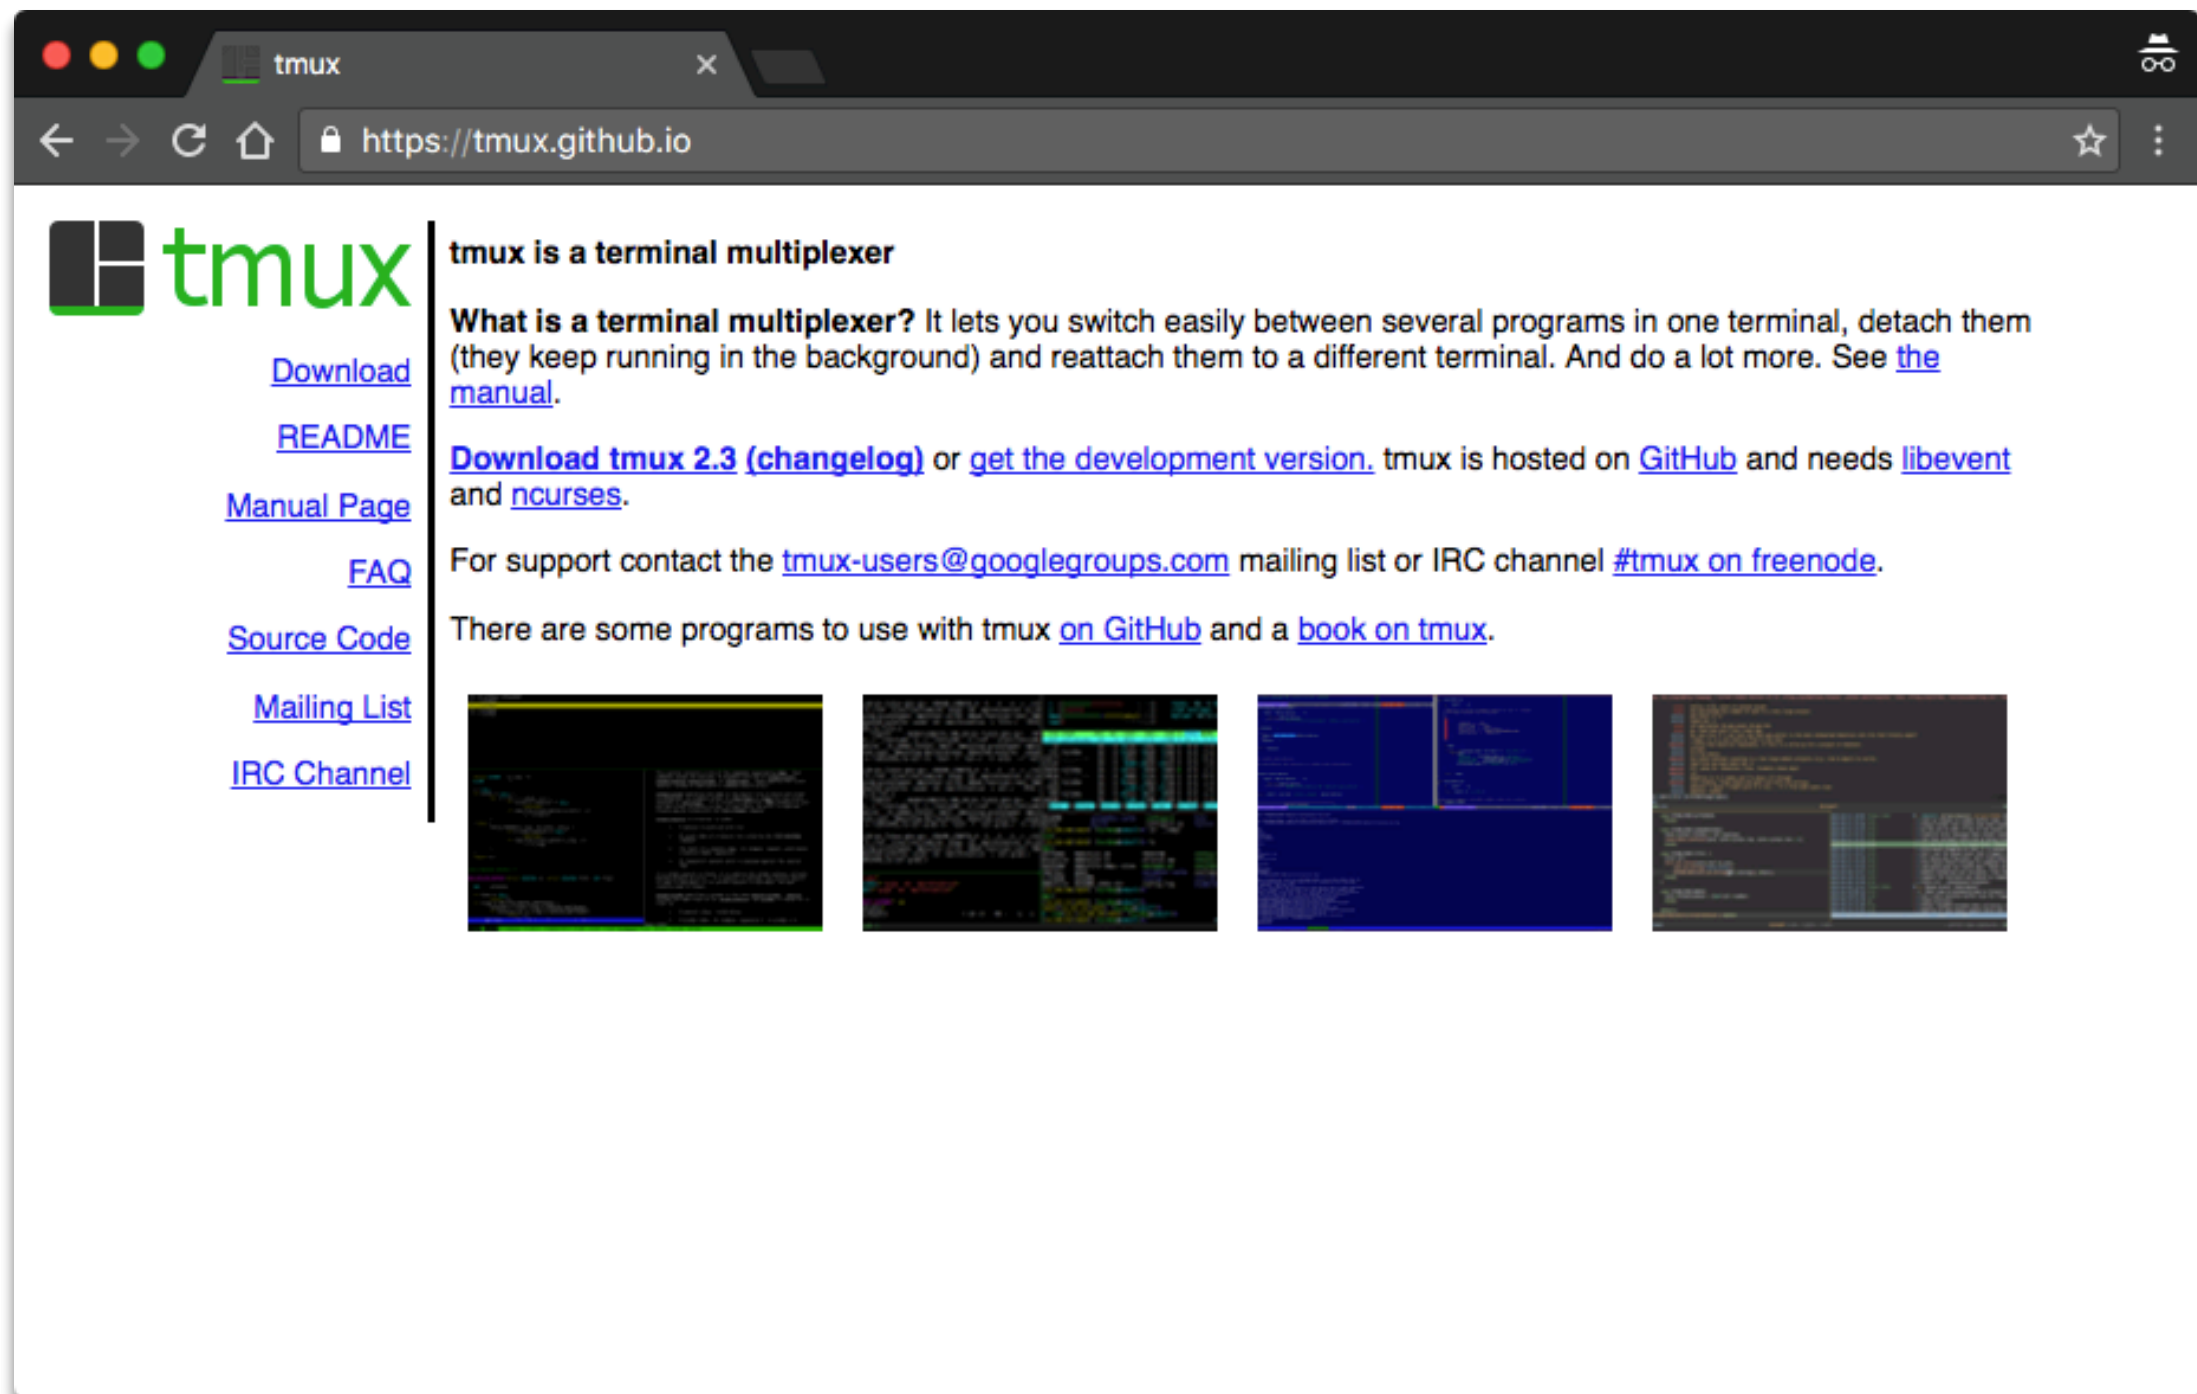 tmux
https://tmux.github.io
tmux
Download
README
Manual Page
FAQ
Source Code
Mailing List
IRC Channel
tmux is a terminal multiplexer
What is a terminal multiplexer? It lets you switch easily between several programs in one terminal, detach them
(they keep running in the background) and reattach them to a different terminal. And do a lot more. See the
manual.
Download tmux 2.3 (changelog) or get the development version. tmux is hosted on GitHub and needs libevent
and ncurses.
For support contact the tmux-users@googlegroups.com mailing list or IRC channel #tmux on freenode.
There are some programs to use with tmux on GitHub and a book on tmux.